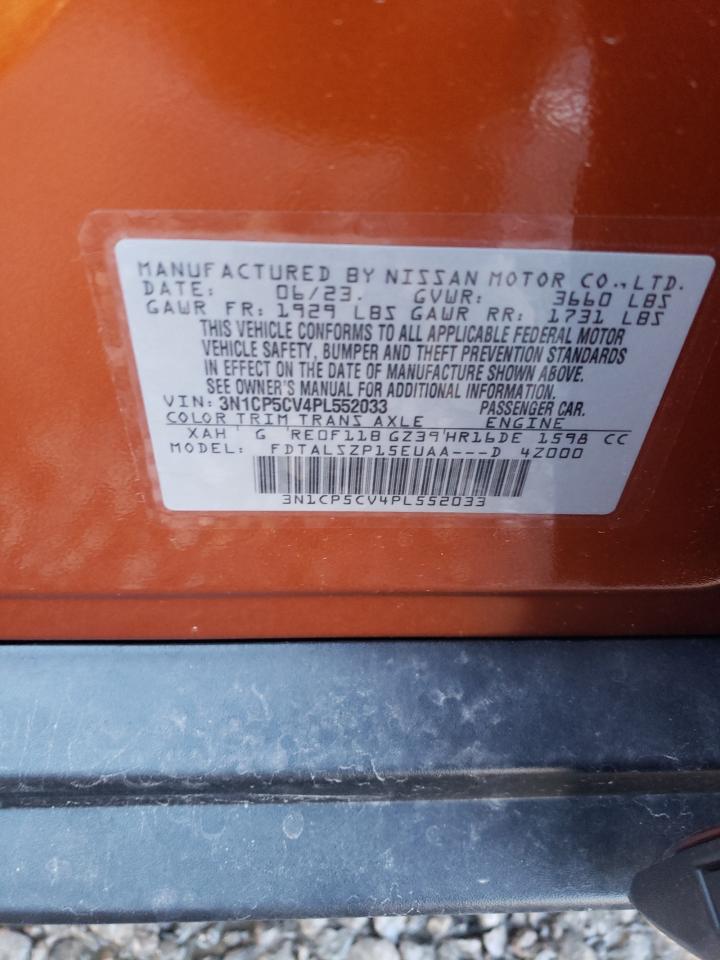 MANUFACTURED BY NISSAN MOTOR CO.,LTD.
DATE: 06/23. GVWR: 3660 LBS
GAWR FR: 1929 LBS GAWR RR: 1731 LBS
THIS VEHICLE CONFORMS TO ALL APPLICABLE FEDERAL MOTOR
VEHICLE SAFETY, BUMPER AND THEFT PREVENTION STANDARDS
IN EFFECT ON THE DATE OF MANUFACTURE SHOWN ABOVE.
SEE OWNER'S MANUAL FOR ADDITIONAL INFORMATION.
VIN: 3N1CP5CV4PL552033 PASSENGER CAR.
COLOR TRIM TRANS AXLE ENGINE
XAH G RE0F11B GZ39 HR16DE 1598 CC
MODEL: FDTALSZP15EUAA---D 4Z000
3N1CP5CV4PL552033